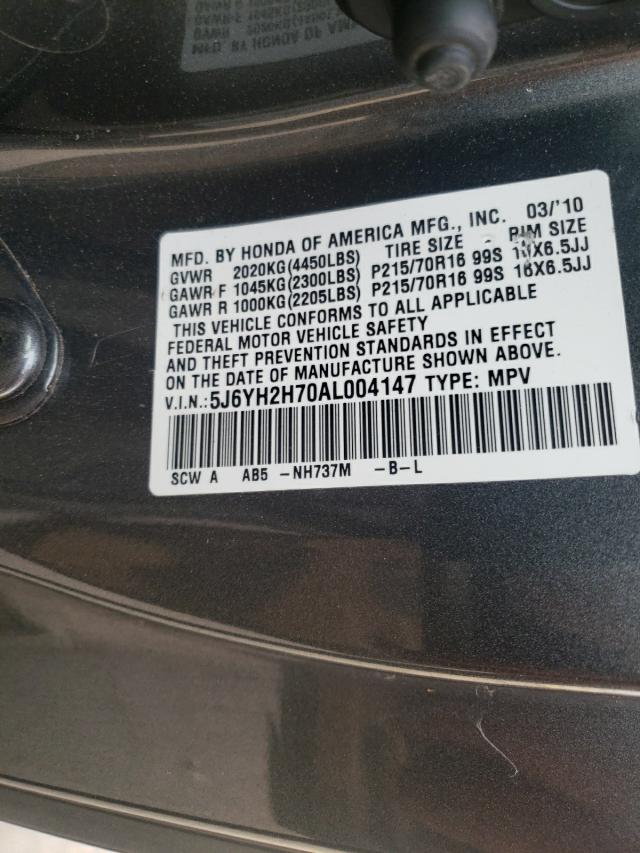 MFD. BY HONDA OF AMERICA MFG., INC. 03/'10
GVWR 2020KG(4450LBS) TIRE SIZE RIM SIZE
GAWR F 1045KG(2300LBS) P215/70R16 99S 16X6.5JJ
GAWR R 1000KG(2205LBS) P215/70R16 99S 16X6.5JJ
THIS VEHICLE CONFORMS TO ALL APPLICABLE
FEDERAL MOTOR VEHICLE SAFETY
AND THEFT PREVENTION STANDARDS IN EFFECT
ON THE DATE OF MANUFACTURE SHOWN ABOVE.
V.I.N.:5J6YH2H70AL004147 TYPE: MPV
SCW A AB5 -NH737M -B-L